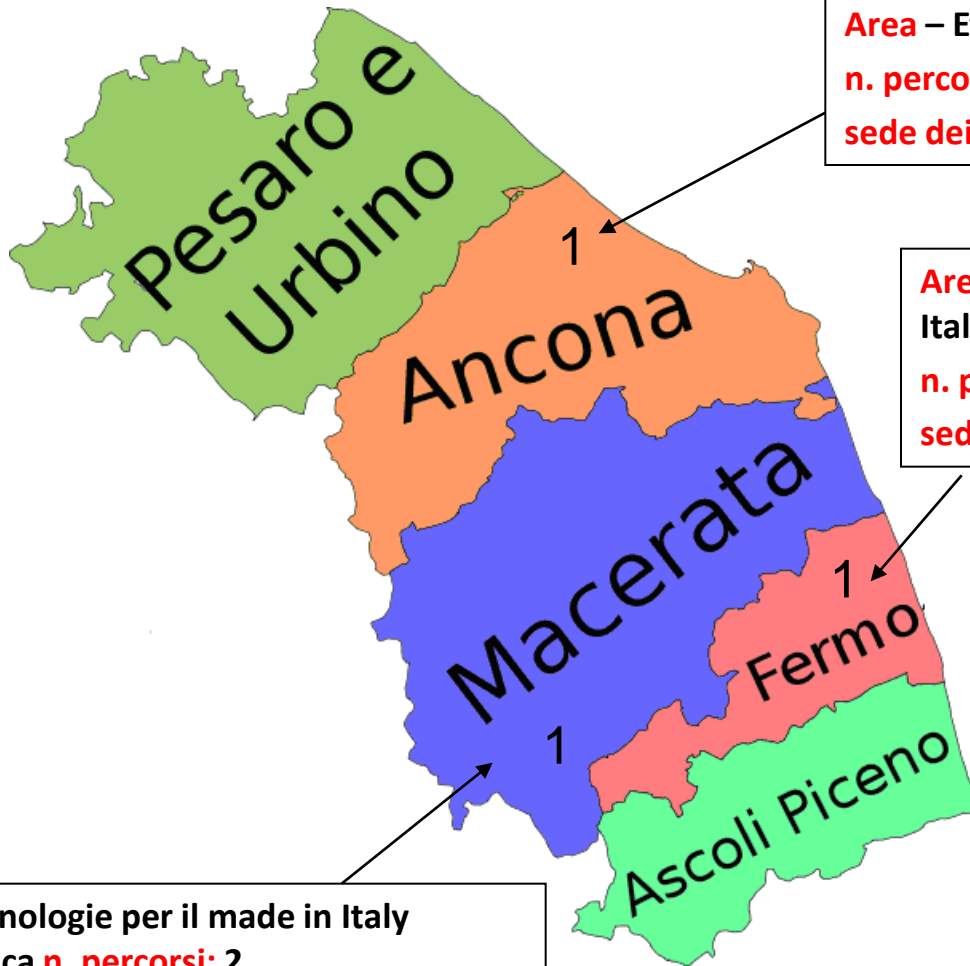 Area –
n. perco
sede dei
Pesaro e
Urbino
1
Ancona
Ital
n. p
sed
Macerata
1
Fermo
1
Ascoli Piceno
nologie per il made in Italy
ca n. percorsi: 2